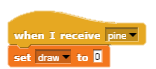 when I receive pine
set draw to 0